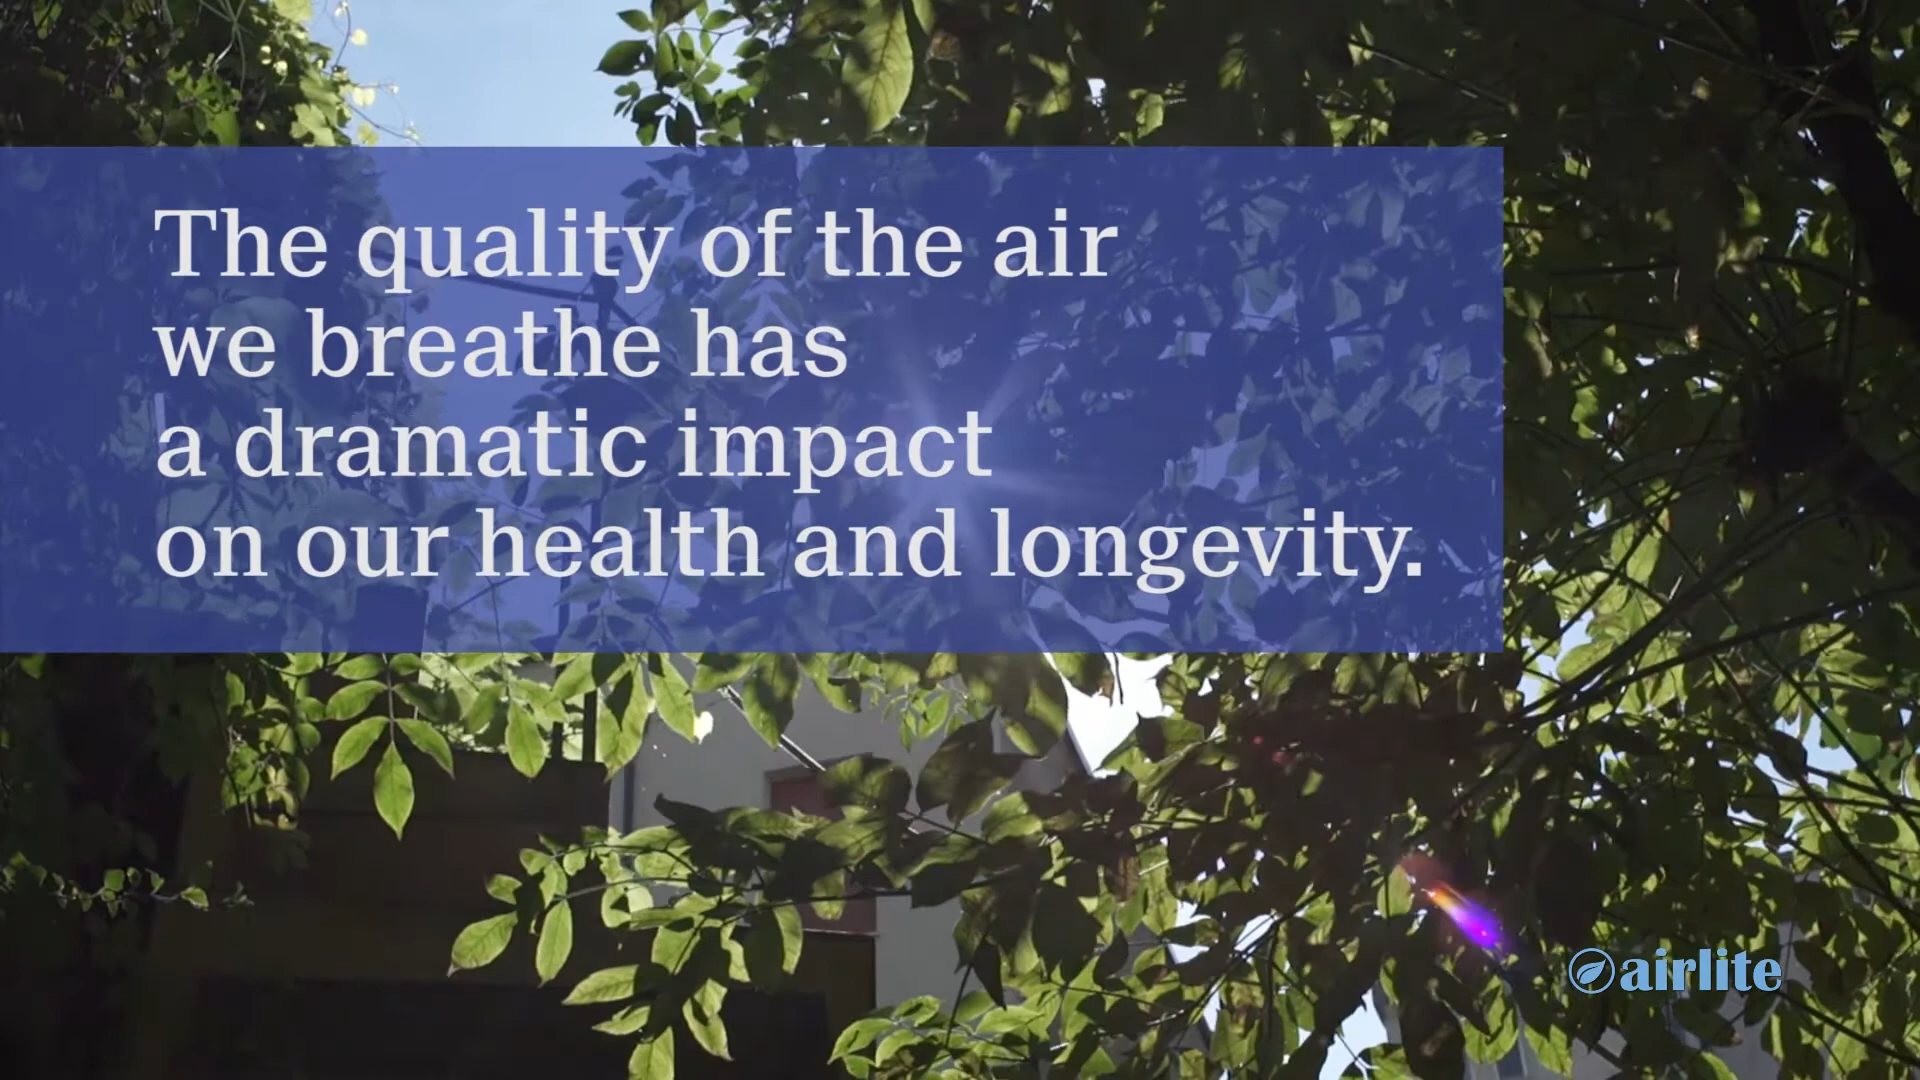 The quality of the air
we breathe has
a dramatic impact
on our health and longevity.
airlite